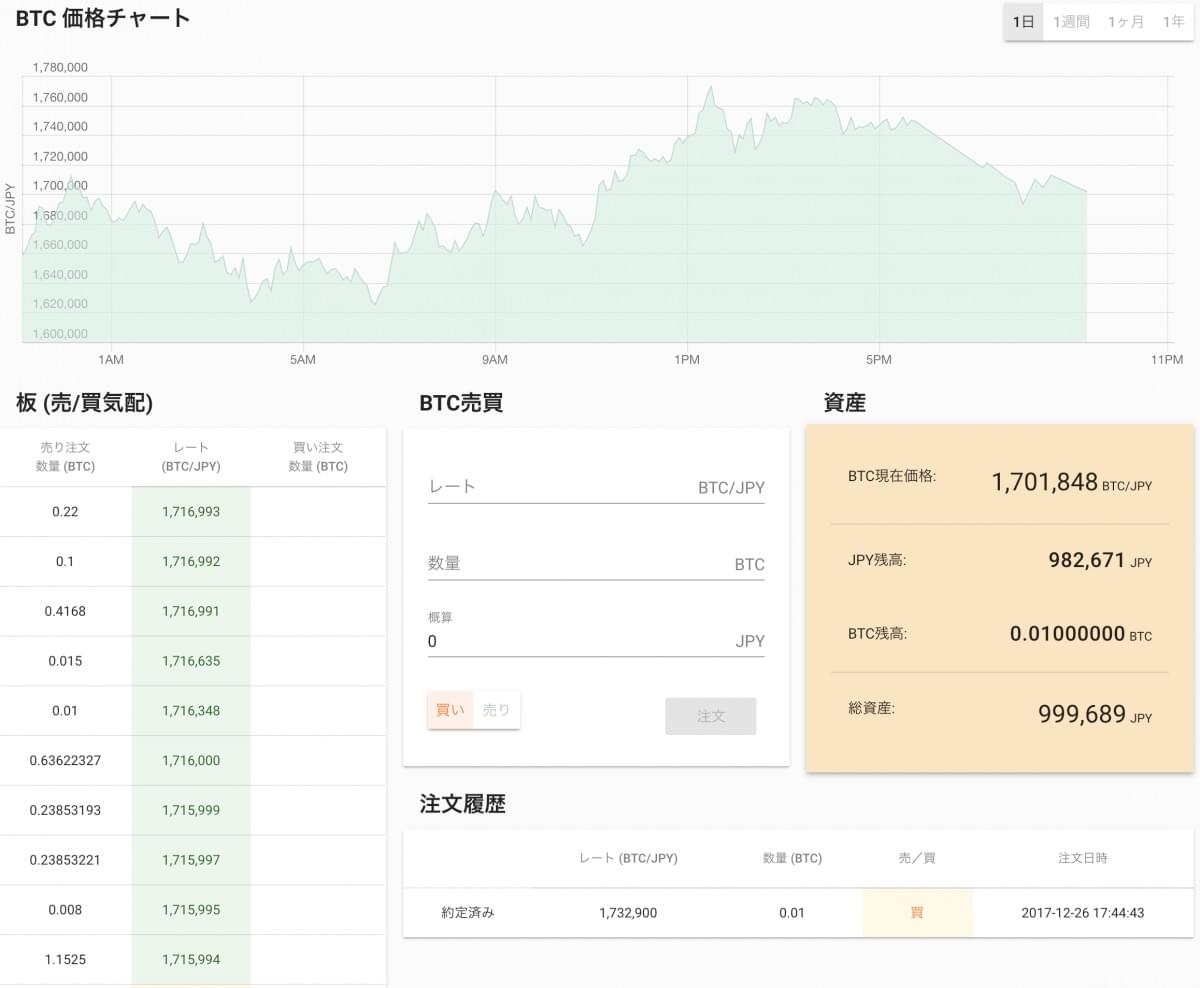 BTC 価格チャート
1日 1週間 1ヶ月 1年
1,780,000
1,760,000
1,740,000
1,720,000
1,700,000
1,680,000
1,660,000
1,640,000
1,620,000
1,600,000
BTC/JPY
1AM 5AM 9AM 1PM 5PM 11PM
板 (売/買気配)
売り注文 レート 買い注文
数量 (BTC) (BTC/JPY) 数量 (BTC)
0.22 1,716,993
0.1 1,716,992
0.4168 1,716,991
0.015 1,716,635
0.01 1,716,348
0.63622327 1,716,000
0.23853193 1,715,999
0.23853221 1,715,997
0.008 1,715,995
1.1525 1,715,994
BTC売買
レート BTC/JPY
数量 BTC
概算
0 JPY
買い 売り 注文
資産
BTC現在価格: 1,701,848 BTC/JPY
JPY残高: 982,671 JPY
BTC残高: 0.01000000 BTC
総資産: 999,689 JPY
注文履歴
レート (BTC/JPY) 数量 (BTC) 売／買 注文日時
約定済み 1,732,900 0.01 買 2017-12-26 17:44:43